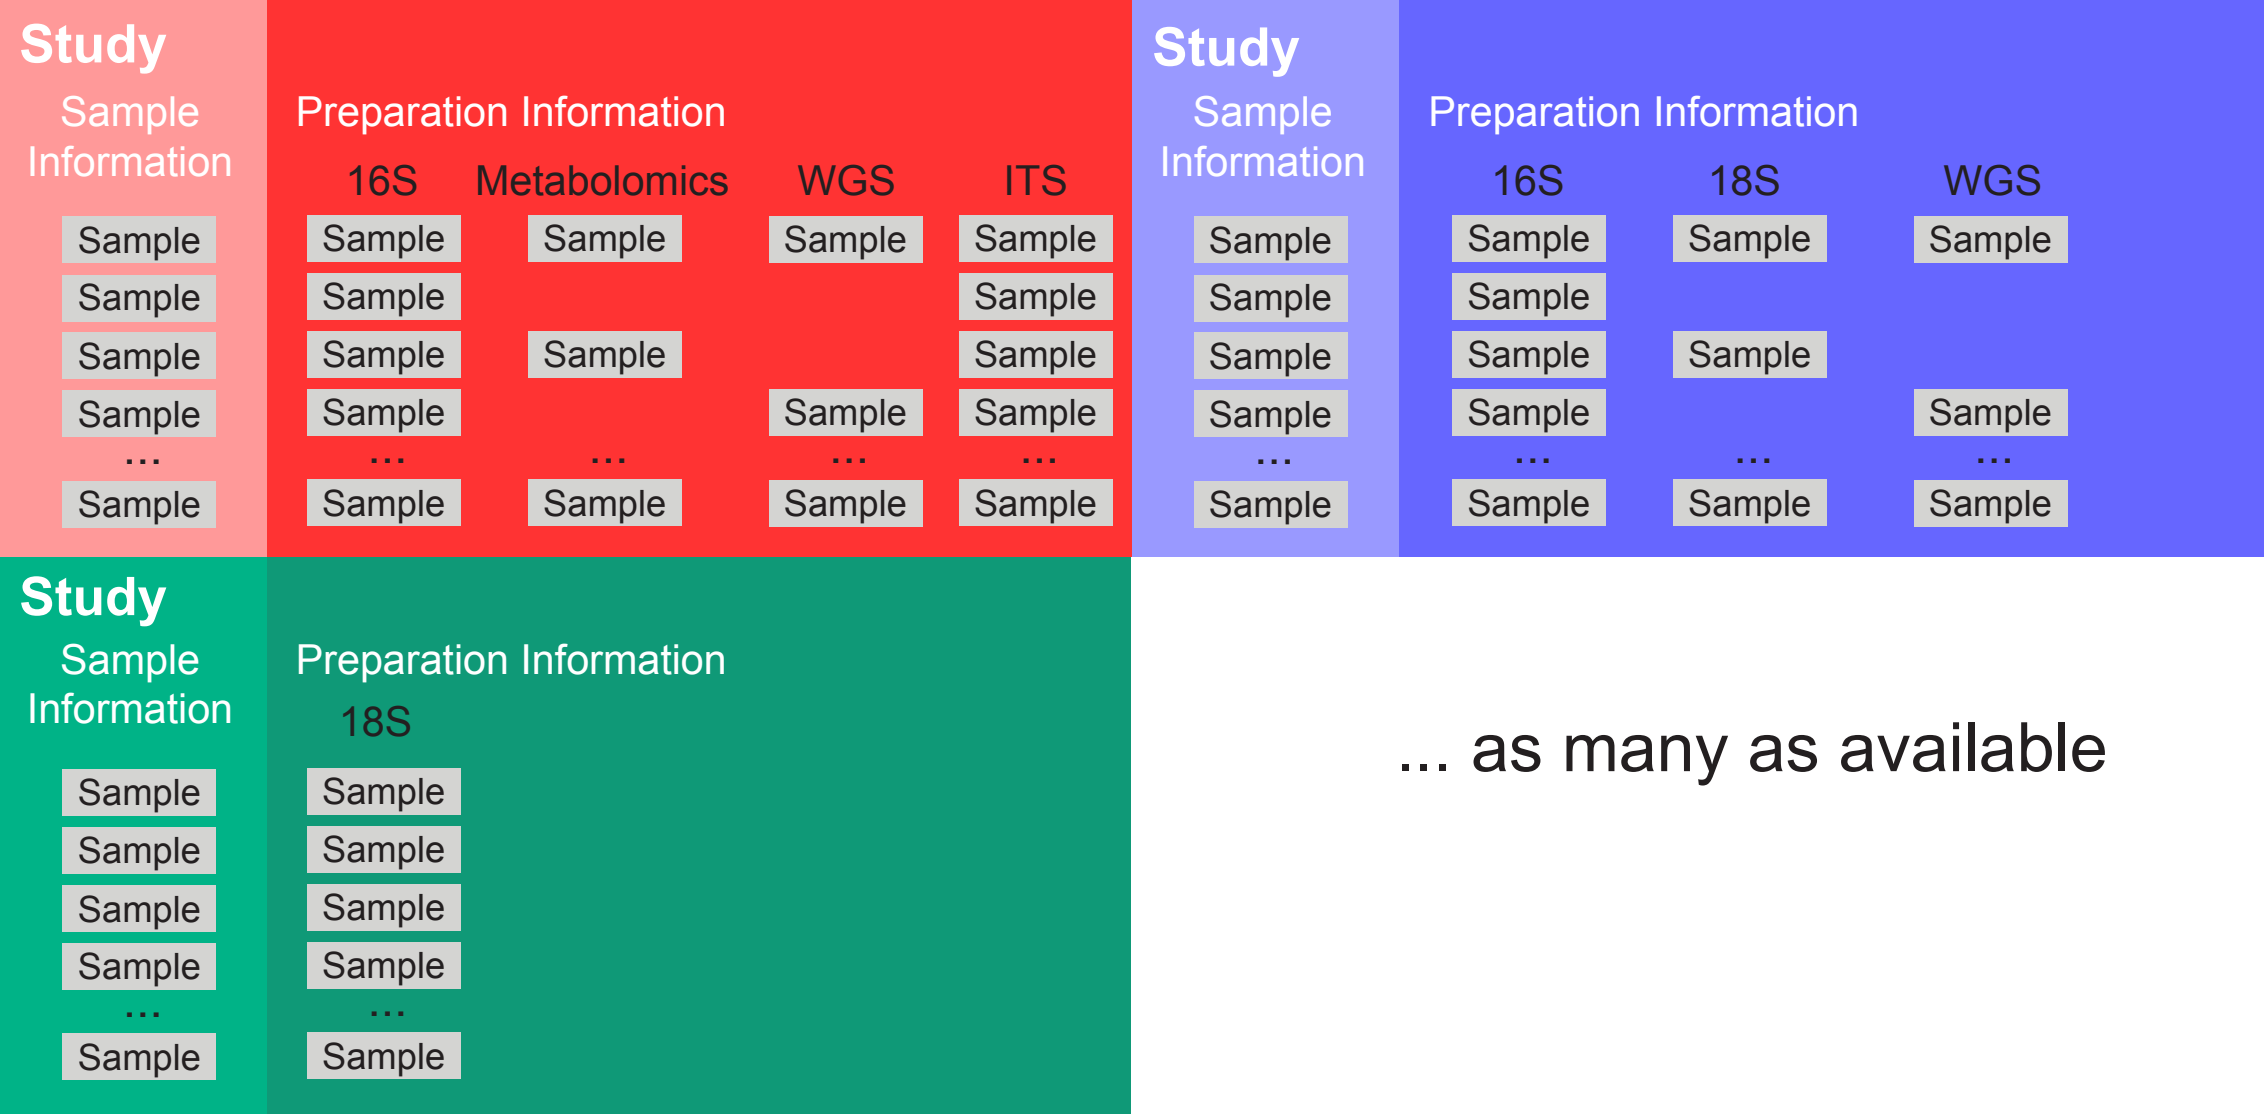 Study
Sample
Information
Sample
Sample
Sample
Sample
...
Sample
Preparation Information
16S Metabolomics WGS ITS
Sample Sample Sample Sample
Sample Sample
Sample Sample Sample
Sample Sample Sample
... ... ... ...
Sample Sample Sample Sample
Study
Sample
Information
Sample
Sample
Sample
Sample
...
Sample
Preparation Information
16S 18S WGS
Sample Sample Sample
Sample
Sample Sample
Sample Sample
... ... ...
Sample Sample Sample
Study
Sample
Information
Sample
Sample
Sample
Sample
...
Sample
Preparation Information
18S
Sample
Sample
Sample
Sample
...
Sample
... as many as available